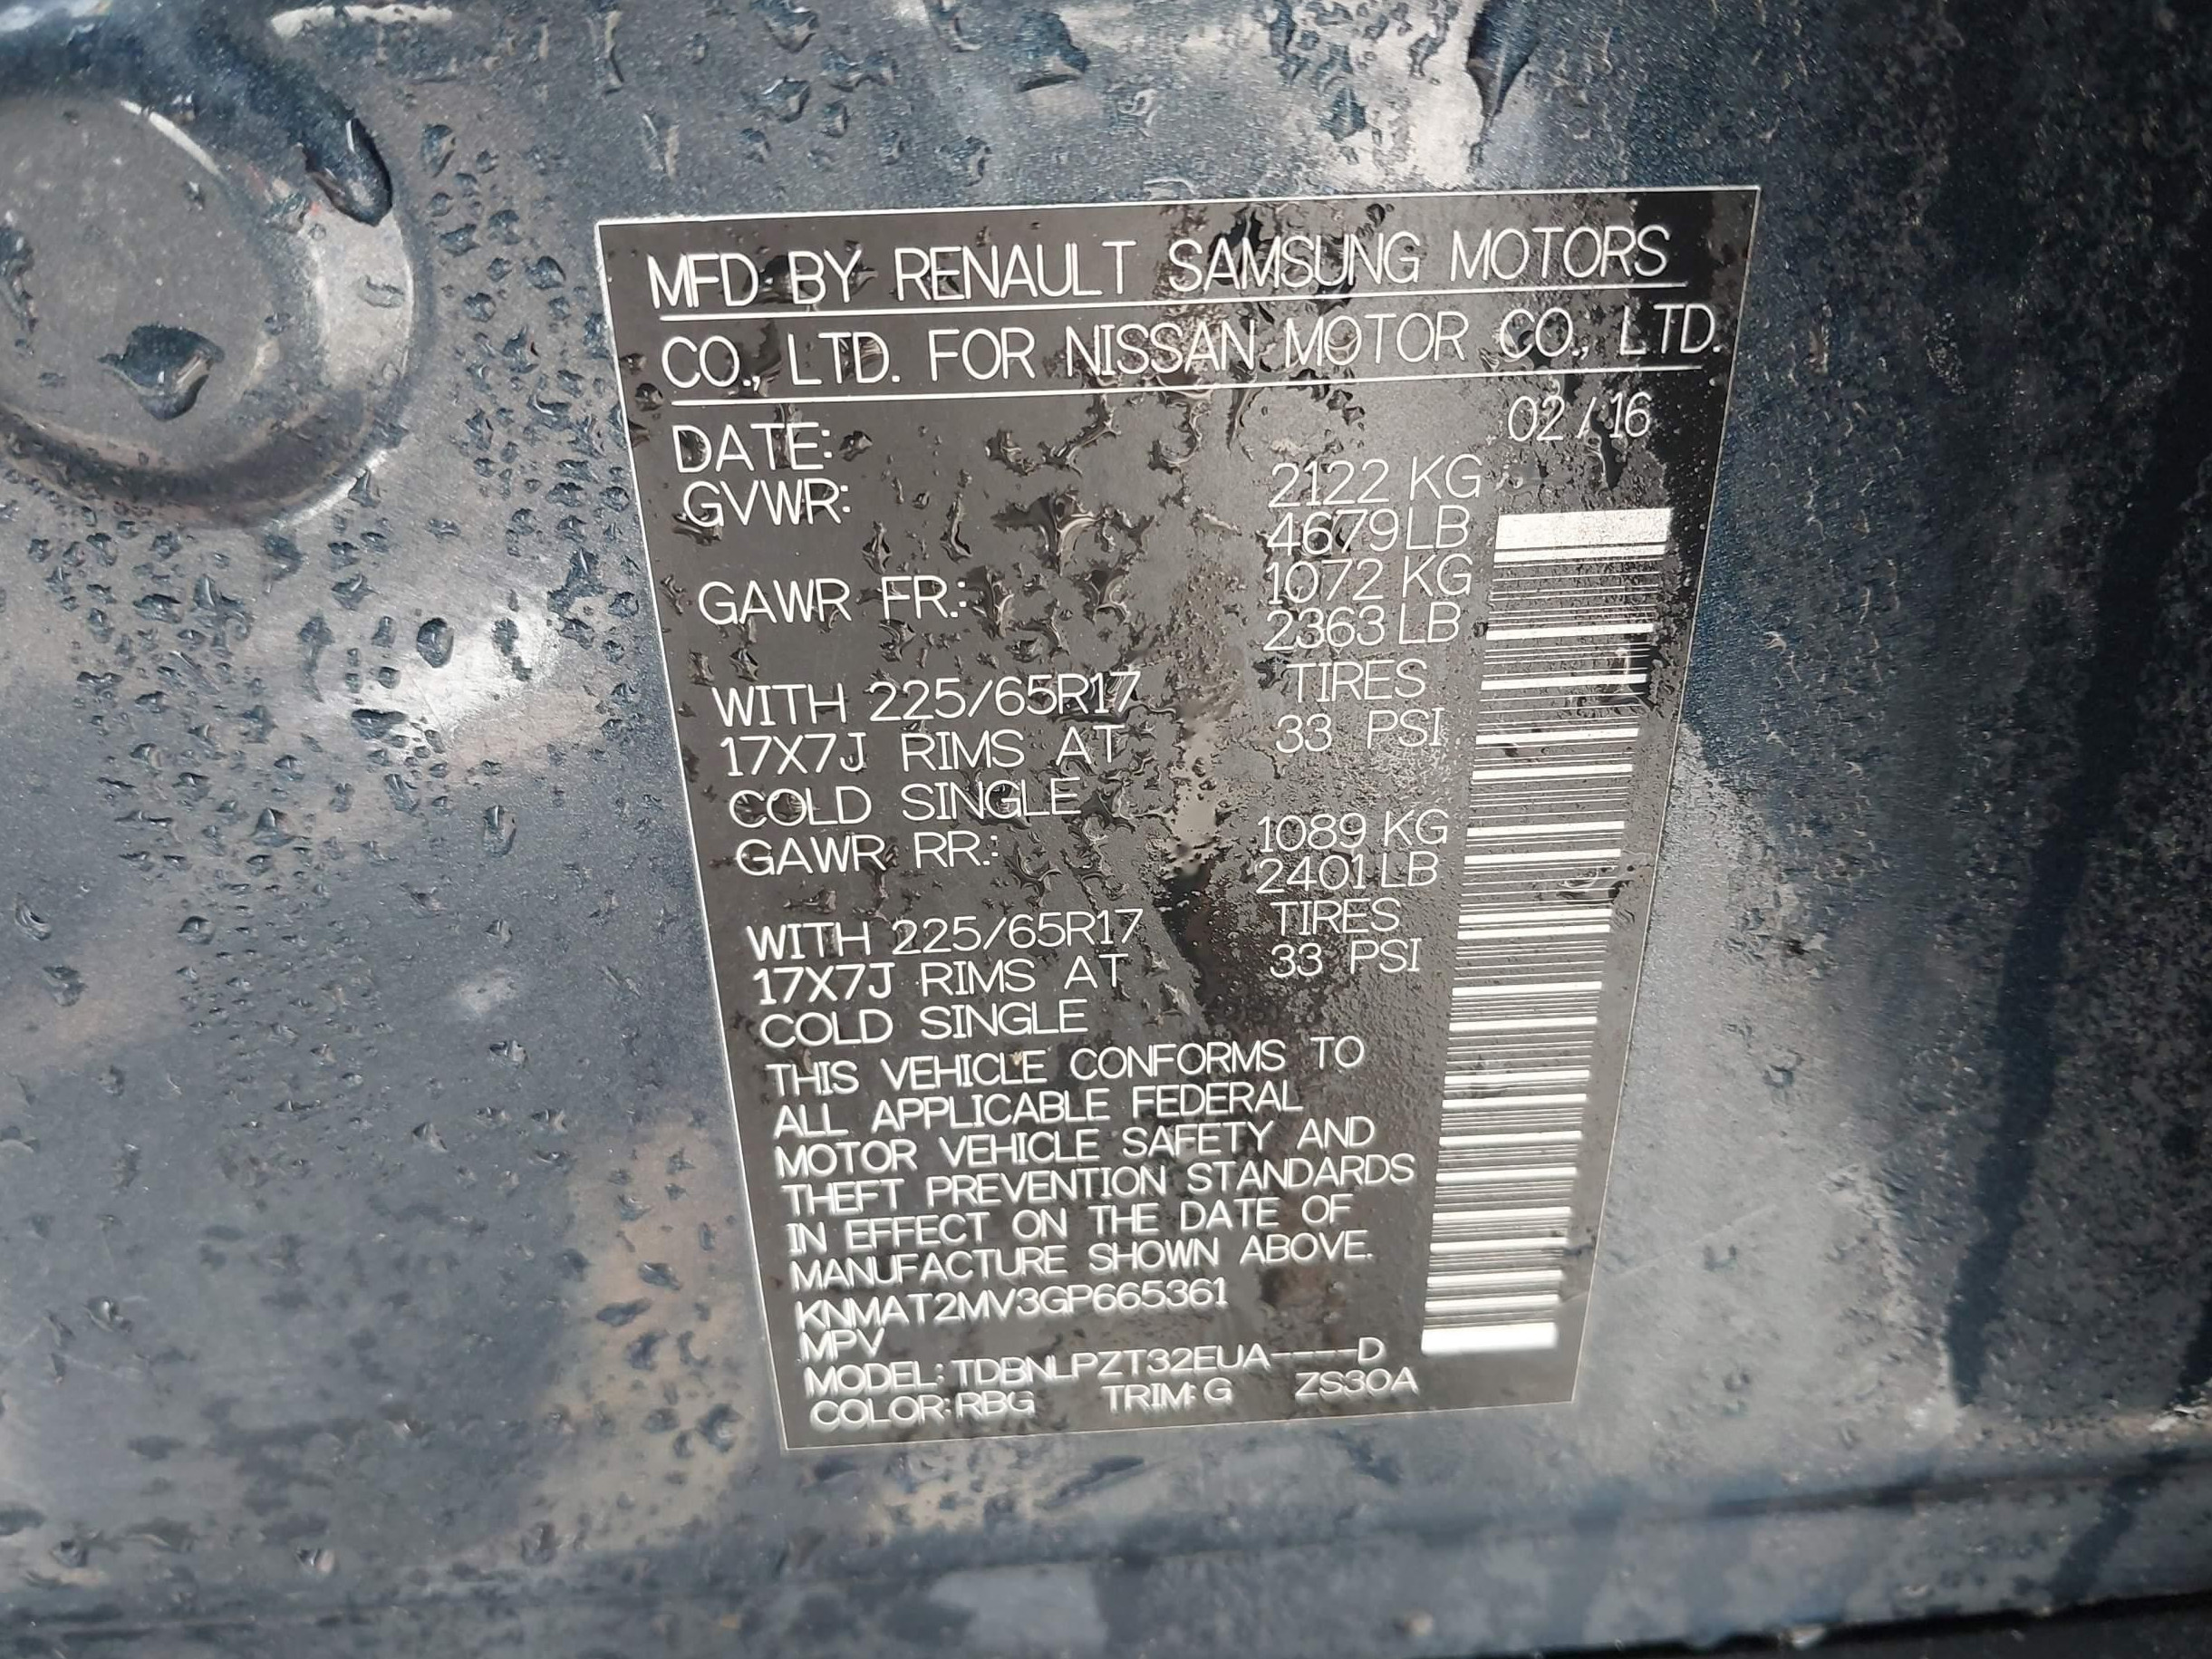 MFD BY RENAULT SAMSUNG MOTORS
CO., LTD. FOR NISSAN MOTOR CO., LTD.
DATE: 02 / 16
GVWR: 2122 KG
4679 LB
GAWR FR.: 1072 KG
2363 LB
WITH 225/65R17 TIRES
17X7J RIMS AT 33 PSI
COLD SINGLE
GAWR RR.: 1089 KG
2401 LB
WITH 225/65R17 TIRES
17X7J RIMS AT 33 PSI
COLD SINGLE
THIS VEHICLE CONFORMS TO
ALL APPLICABLE FEDERAL
MOTOR VEHICLE SAFETY AND
THEFT PREVENTION STANDARDS
IN EFFECT ON THE DATE OF
MANUFACTURE SHOWN ABOVE.
KNMAT2MV3GP665361
MPV
MODEL: TDBNLPZT32EUA----D
COLOR: RBG TRIM: G ZS30A